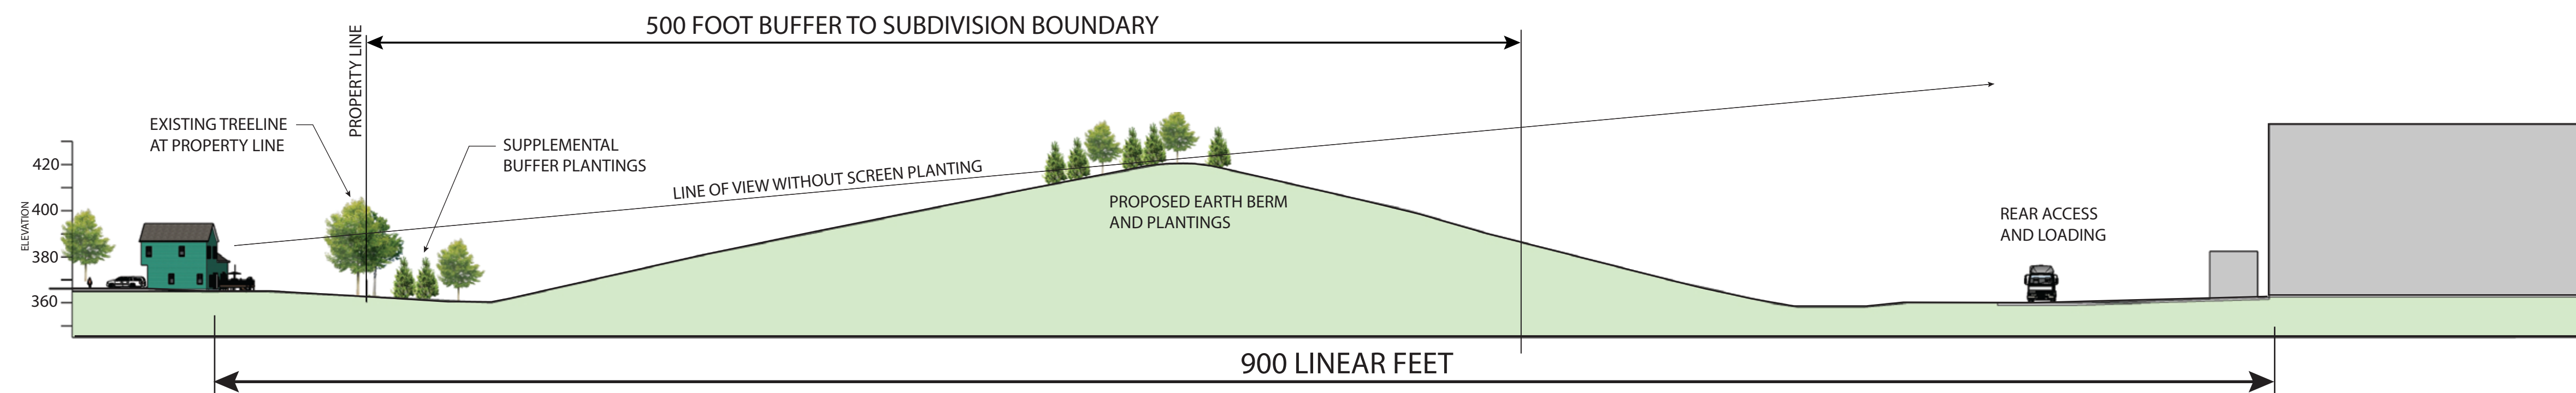 500 FOOT BUFFER TO SUBDIVISION BOUNDARY
PROPERTY LINE
EXISTING TREELINE
AT PROPERTY LINE
SUPPLEMENTAL
BUFFER PLANTINGS
LINE OF VIEW WITHOUT SCREEN PLANTING
PROPOSED EARTH BERM
AND PLANTINGS
REAR ACCESS
AND LOADING
ELEVATION
420
400
380
360
900 LINEAR FEET